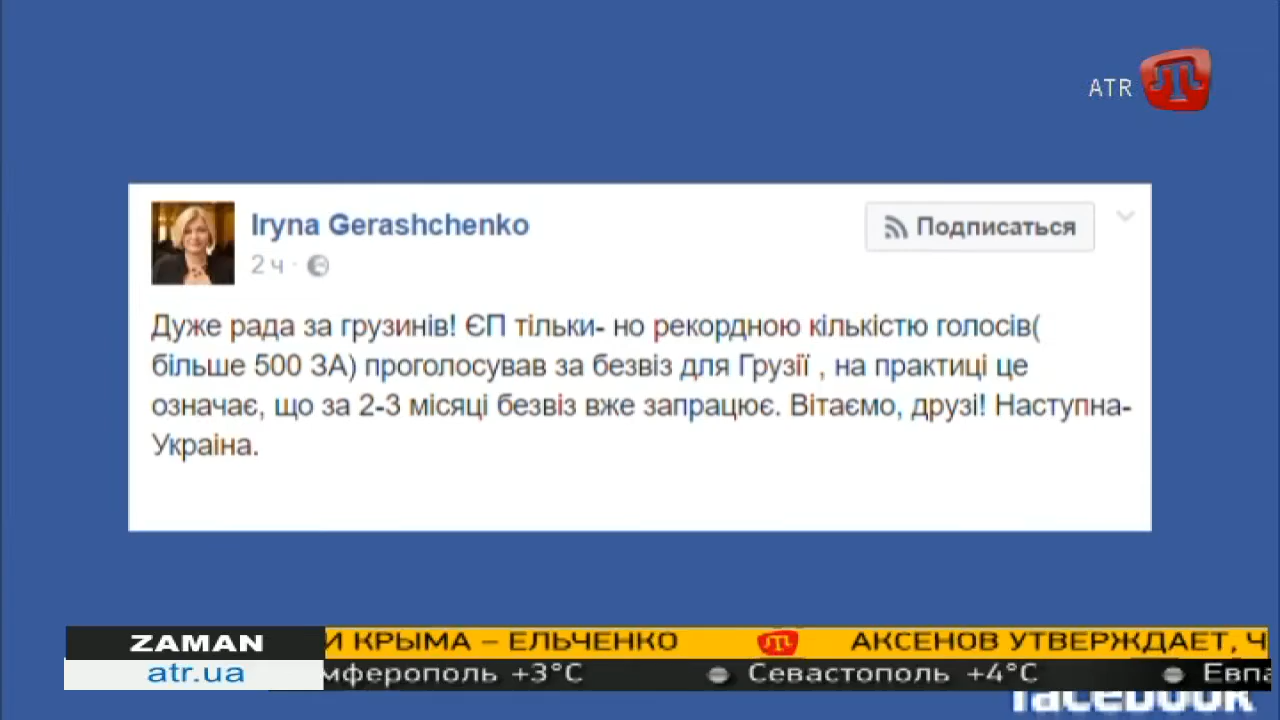 ATR
Iryna Gerashchenko
Подписаться
2 ч
Дуже рада за грузинів! ЄП тільки- но рекордною кількістю голосів(
більше 500 ЗА) проголосував за безвіз для Грузії , на практиці це
означає, що за 2-3 місяці безвіз вже запрацює. Вітаємо, друзі! Наступна-
Україна.
ZAMAN
И КРЫМА – ЕЛЬЧЕНКО
АКСЕНОВ УТВЕРЖДАЕТ, Ч
atr.ua
мферополь +3°C
Севастополь +4°C
Евпа
facebook